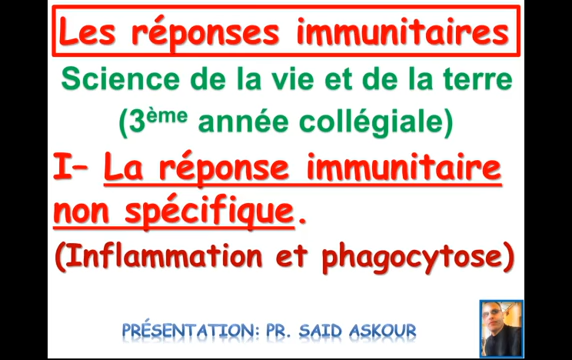 Les réponses immunitaires
Science de la vie et de la terre
(3ème année collégiale)
I- La réponse immunitaire
non spécifique.
(Inflammation et phagocytose)
PRÉSENTATION: PR. SAID ASKOUR